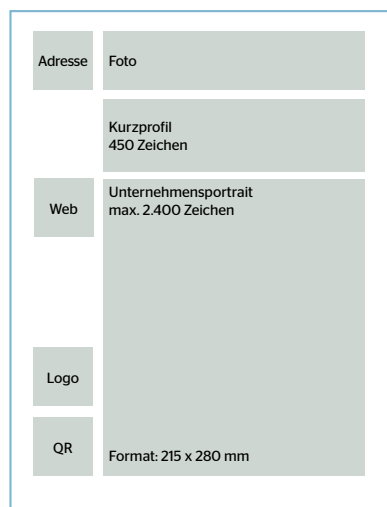 Adresse
Foto
Kurzprofil
450 Zeichen
Web
Unternehmensportrait
max. 2.400 Zeichen
Logo
QR
Format: 215 x 280 mm